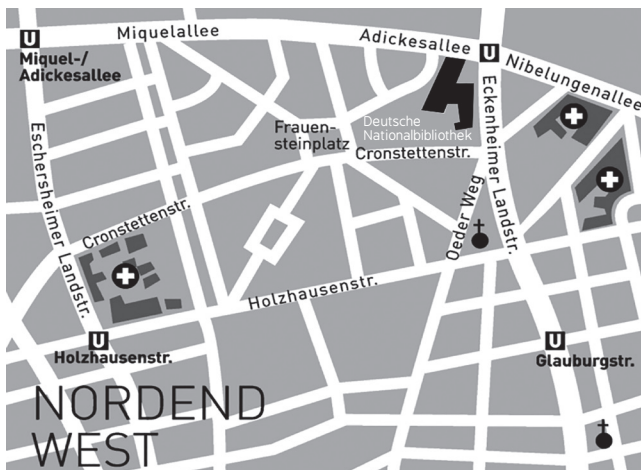 U
Miquel-/
Adickesallee
Miquelallee
Adickesallee
U
Nibelungenallee
Eschersheimer Landstr.
Deutsche
Nationalbibliothek
Frauen-
steinplatz
Cronstettenstr.
Eckenheimer Landstr.
Oeder Weg
Cronstettenstr.
Holzhausenstr.
U
Holzhausenstr.
U
Glauburgstr.
NORDEND
WEST